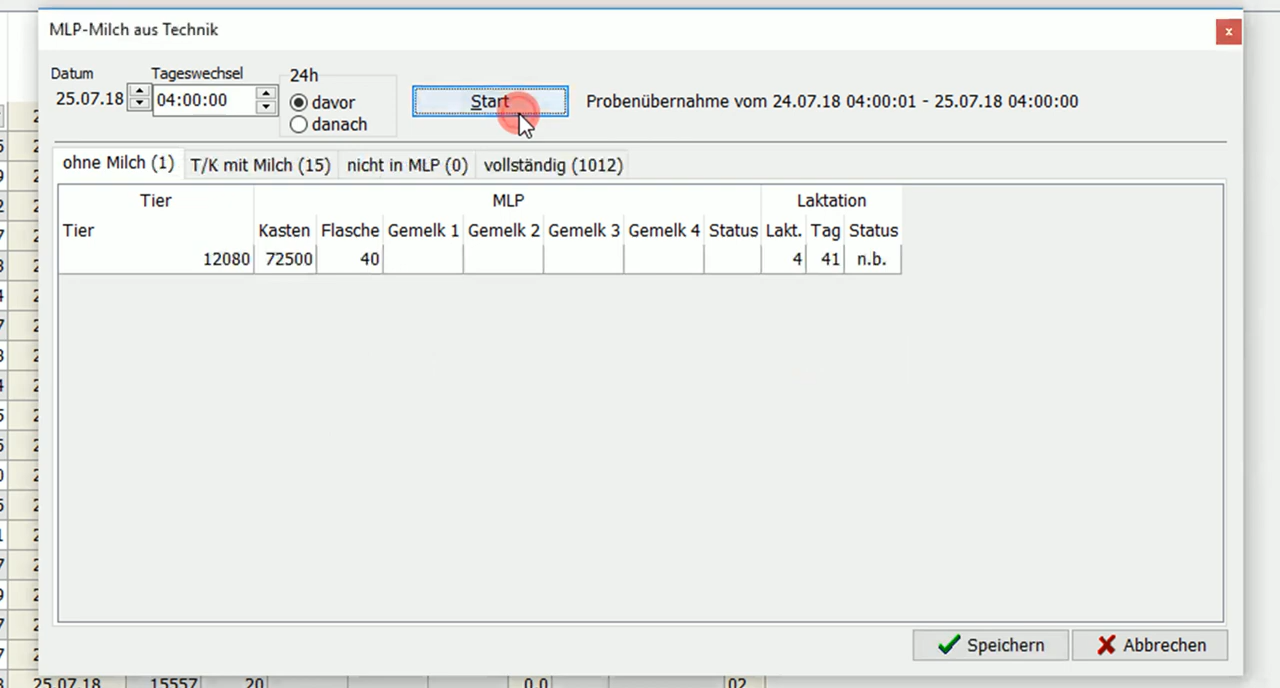 MLP-Milch aus Technik
x
Datum Tageswechsel 24h
25.07.18 04:00:00 davor Start Probenübernahme vom 24.07.18 04:00:01 - 25.07.18 04:00:00
danach
ohne Milch (1) T/K mit Milch (15) nicht in MLP (0) vollständig (1012)
Tier MLP Laktation
Tier Kasten Flasche Gemelk 1 Gemelk 2 Gemelk 3 Gemelk 4 Status Lakt. Tag Status
12080 72500 40 4 41 n.b.
Speichern Abbrechen
25.07.18 15557 20 0,0 02